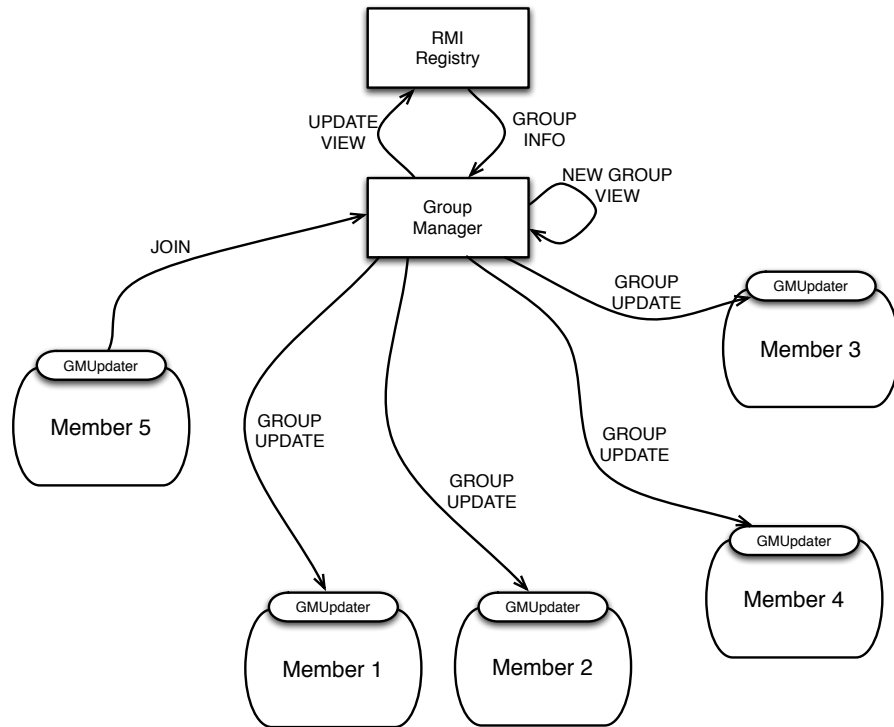 RMI
Registry
UPDATE
VIEW
GROUP
INFO
NEW GROUP
VIEW
Group
Manager
JOIN
GROUP
UPDATE
GMUpdater
Member 3
GMUpdater
Member 5
GROUP
UPDATE
GROUP
UPDATE
GROUP
UPDATE
GMUpdater
Member 4
GMUpdater
Member 1
GMUpdater
Member 2